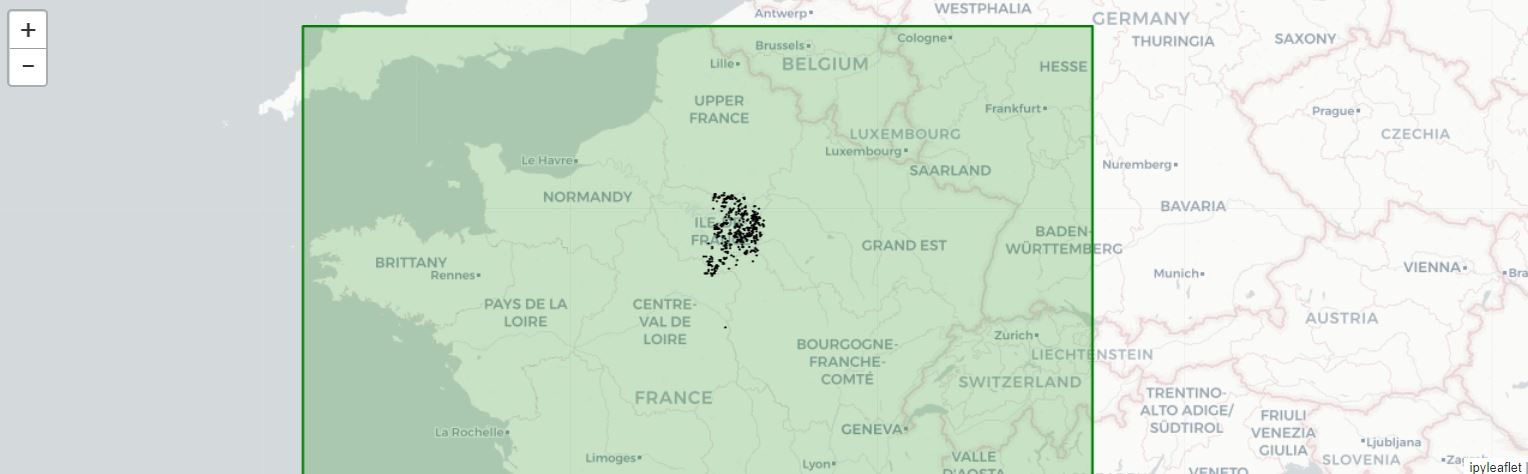 +
−
Antwerp
WESTPHALIA
GERMANY
THURINGIA
SAXONY
Brussels
Cologne
Lille
BELGIUM
HESSE
UPPER
FRANCE
Frankfurt
Prague
LUXEMBOURG
CZECHIA
Luxembourg
Le Havre
SAARLAND
Nuremberg
NORMANDY
BAVARIA
ILE-
FRA
GRAND EST
BADEN-
WÜRTTEMBERG
BRITTANY
Rennes
Munich
VIENNA
Bra
PAYS DE LA
LOIRE
CENTRE-
VAL DE
LOIRE
AUSTRIA
Zurich
BOURGOGNE-
FRANCHE-
COMTÉ
LIECHTENSTEIN
SWITZERLAND
FRANCE
TRENTINO-
ALTO ADIGE/
SÜDTIROL
FRIULI
VENEZIA
GIULIA
La Rochelle
GENEVA
Ljubljana
Limoges
Lyon
VALLE
D'AOSTA
VENETO
SLOVENIA
ipyleaflet